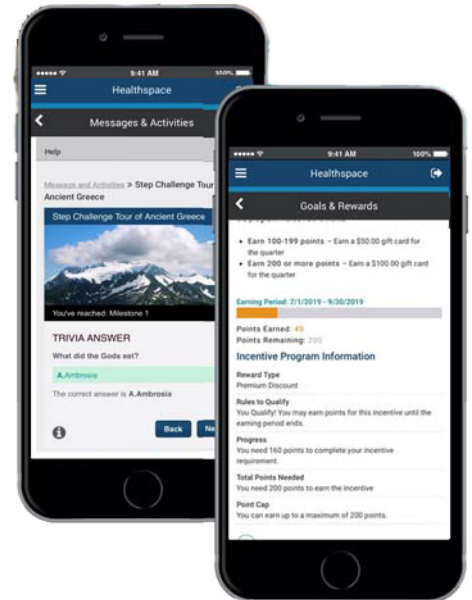 9:41 AM
100%
Healthspace
Messages & Activities
Help
Message and Activities » Step Challenge Tour
Ancient Greece
Step Challenge Tour of Ancient Greece
You've reached: Milestone 1
TRIVIA ANSWER
What did the Gods eat?
A.Ambrosia
The correct answer is A.Ambrosia
Back
9:41 AM
100%
Healthspace
Goals & Rewards
• Earn 100-199 points – Earn a $50.00 gift card for
the quarter
• Earn 200 or more points – Earn a $100.00 gift card
for the quarter
Earning Period: 7/1/2019 - 9/30/2019
Points Earned: 40
Points Remaining: 200
Incentive Program Information
Reward Type
Premium Discount
Rules to Qualify
You Qualify! You may earn points for this incentive until the
earning period ends.
Progress
You need 160 points to complete your incentive
requirement.
Total Points Needed
You need 200 points to earn the incentive
Point Cap
You can earn up to a maximum of 200 points.